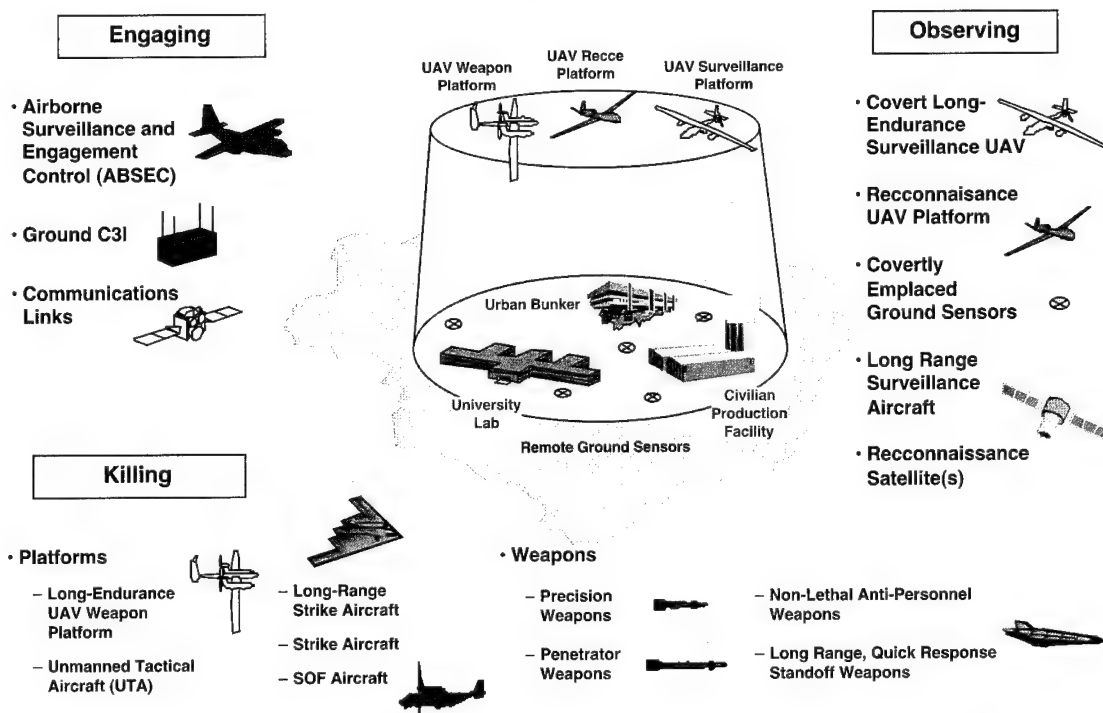 Engaging
• Airborne
Surveillance and
Engagement
Control (ABSEC)
• Ground C3I
• Communications
Links
UAV Weapon
Platform
UAV Recce
Platform
UAV Surveillance
Platform
Urban Bunker
University
Lab
Civilian
Production
Facility
Remote Ground Sensors
Observing
• Covert Long-
Endurance
Surveillance UAV
• Recconnaisance
UAV Platform
• Covertly
Emplaced
Ground Sensors
• Long Range
Surveillance
Aircraft
• Recconnaissance
Satellite(s)
Killing
• Platforms
– Long-Endurance
UAV Weapon
Platform
– Unmanned Tactical
Aircraft (UTA)
– Long-Range
Strike Aircraft
– Strike Aircraft
– SOF Aircraft
• Weapons
– Precision
Weapons
– Penetrator
Weapons
– Non-Lethal Anti-Personnel
Weapons
– Long Range, Quick Response
Standoff Weapons